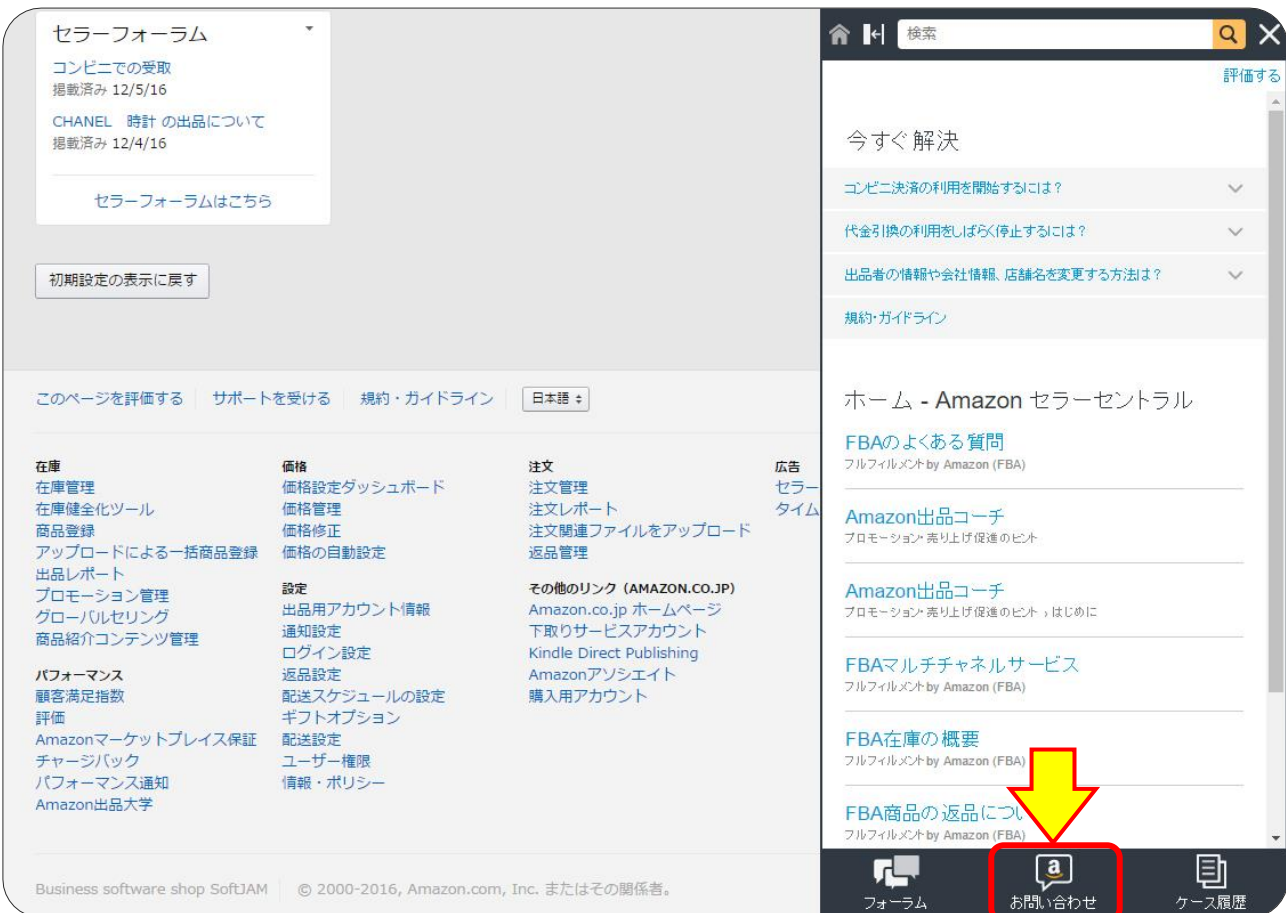 セラーフォーラム
コンビニでの受取
掲載済み 12/5/16
CHANEL 時計 の出品について
掲載済み 12/4/16
セラーフォーラムはこちら
初期設定の表示に戻す
このページを評価する
サポートを受ける
規約・ガイドライン
日本語
在庫
在庫管理
在庫健全化ツール
商品登録
アップロードによる一括商品登録
出品レポート
プロモーション管理
グローバルセリング
商品紹介コンテンツ管理
パフォーマンス
顧客満足指数
評価
Amazonマーケットプレイス保証
チャージバック
パフォーマンス通知
Amazon出品大学
価格
価格設定ダッシュボード
価格管理
価格修正
価格の自動設定
設定
出品用アカウント情報
通知設定
ログイン設定
返品設定
配送スケジュールの設定
ギフトオプション
配送設定
ユーザー権限
情報・ポリシー
注文
注文管理
注文レポート
注文関連ファイルをアップロード
返品管理
その他のリンク（AMAZON.CO.JP）
Amazon.co.jp ホームページ
下取りサービスアカウント
Kindle Direct Publishing
Amazonアソシエイト
購入用アカウント
広告
セラー
タイム
Business software shop SoftJAM
© 2000-2016, Amazon.com, Inc. またはその関係者。
検索
評価する
今すぐ解決
コンビニ決済の利用を開始するには？
代金引換の利用をしばらく停止するには？
出品者の情報や会社情報、店舗名を変更する方法は？
規約・ガイドライン
ホーム - Amazon セラーセントラル
FBAのよくある質問
フルフィルメント by Amazon (FBA)
Amazon出品コーチ
プロモーション・売り上げ促進のヒント
Amazon出品コーチ
プロモーション・売り上げ促進のヒント › はじめに
FBAマルチチャネルサービス
フルフィルメント by Amazon (FBA)
FBA在庫の概要
フルフィルメント by Amazon (FBA)
FBA商品の返品につい
フルフィルメント by Amazon (FBA)
フォーラム
a
お問い合わせ
ケース履歴